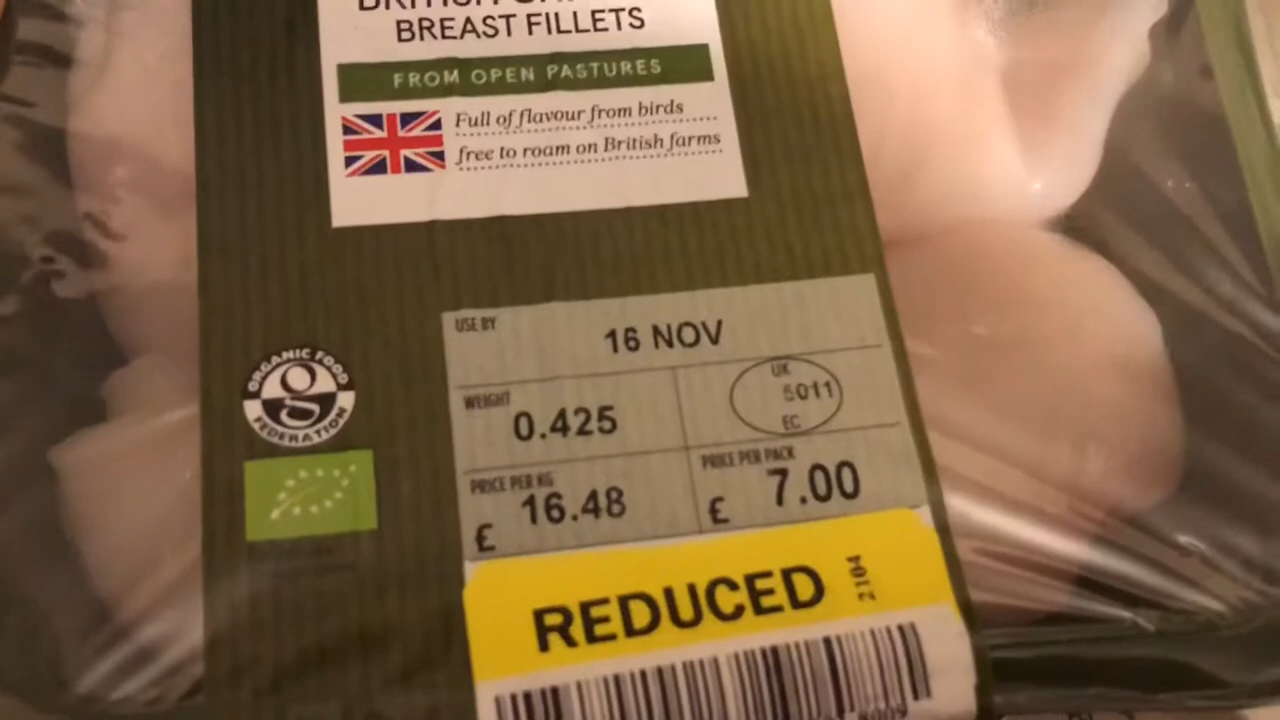 BREAST FILLETS
FROM OPEN PASTURES
Full of flavour from birds
free to roam on British farms
USE BY
16 NOV
WEIGHT
0.425
UK
5011
EC
PRICE PER KG
£ 16.48
PRICE PER PACK
£ 7.00
ORGANIC FOOD
FEDERATION
REDUCED
2104